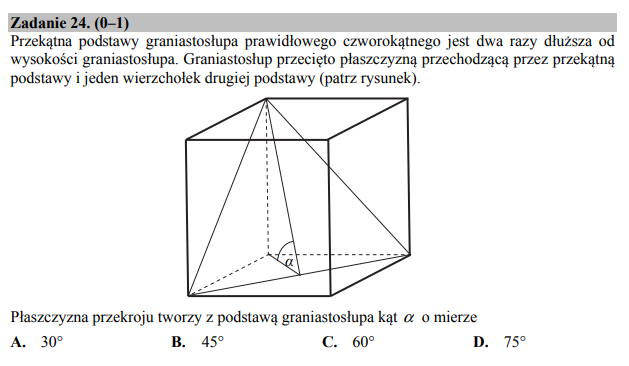 Zadanie 24. (0–1)
Przekątna podstawy graniastosłupa prawidłowego czworokątnego jest dwa razy dłuższa od
wysokości graniastosłupa. Graniastosłup przecięto płaszczyzną przechodzącą przez przekątną
podstawy i jeden wierzchołek drugiej podstawy (patrz rysunek).
α
Płaszczyzna przekroju tworzy z podstawą graniastosłupa kąt α o mierze
A. 30° B. 45° C. 60° D. 75°